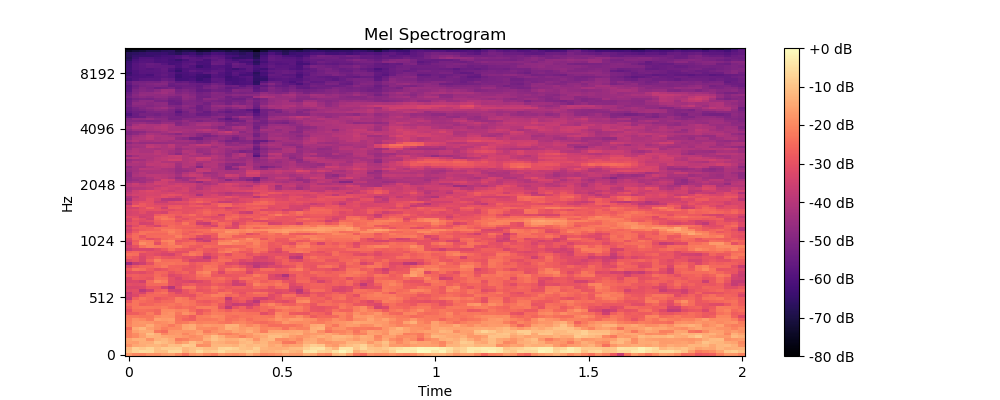 Mel Spectrogram
Hz
8192
4096
2048
1024
512
0
0
0.5
1
1.5
2
Time
+0 dB
-10 dB
-20 dB
-30 dB
-40 dB
-50 dB
-60 dB
-70 dB
-80 dB